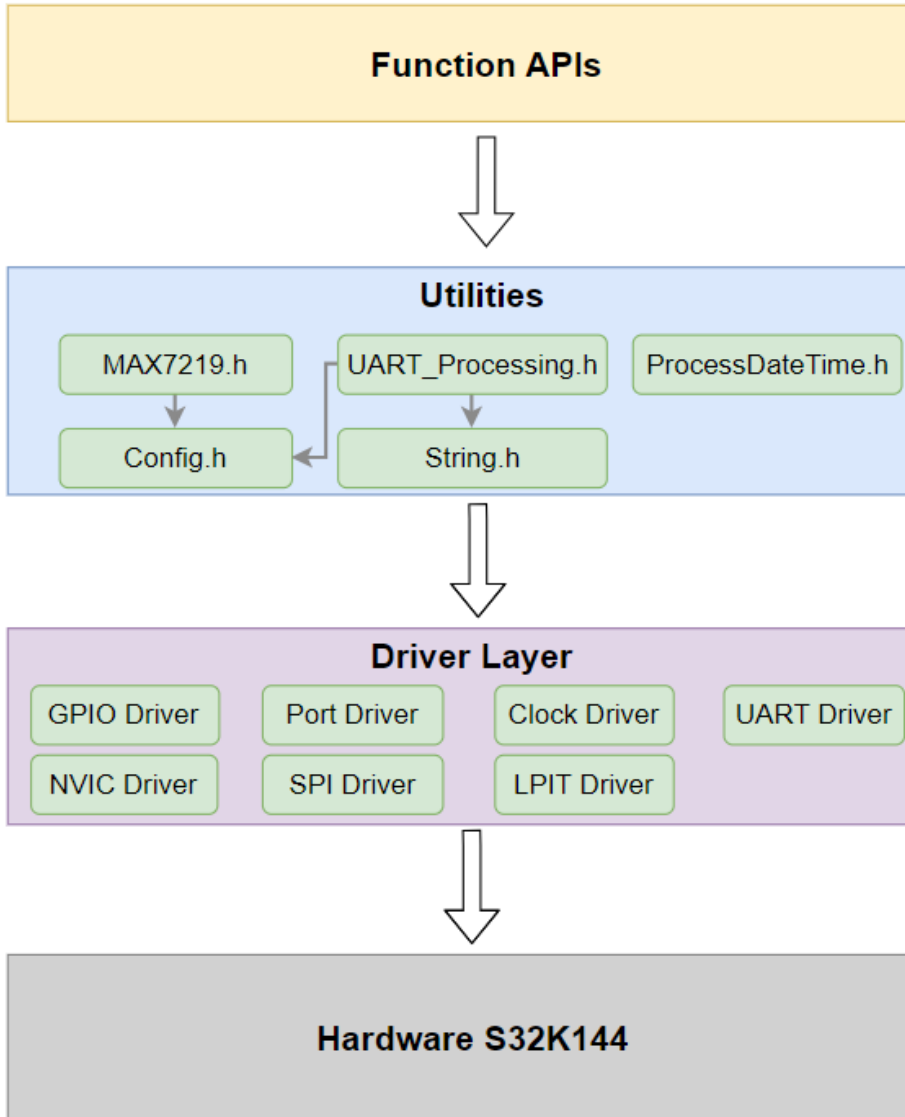 Function APIs
Utilities
MAX7219.h
UART_Processing.h
ProcessDateTime.h
Config.h
String.h
Driver Layer
GPIO Driver
Port Driver
Clock Driver
UART Driver
NVIC Driver
SPI Driver
LPIT Driver
Hardware S32K144